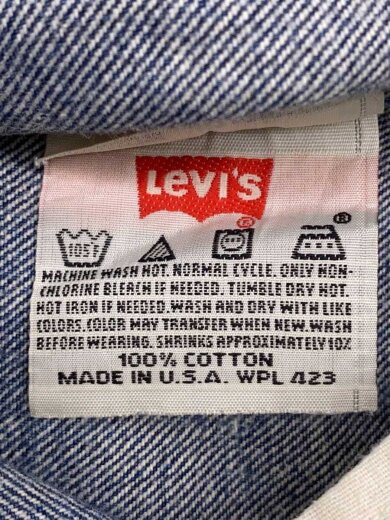 Levi's
®
105F
MACHINE WASH HOT. NORMAL CYCLE. ONLY NON-
CHLORINE BLEACH IF NEEDED. TUMBLE DRY HOT.
HOT IRON IF NEEDED. WASH AND DRY WITH LIKE
COLORS. COLOR MAY TRANSFER WHEN NEW. WASH
BEFORE WEARING. SHRINKS APPROXIMATELY 10%
100% COTTON
MADE IN U.S.A. WPL 423